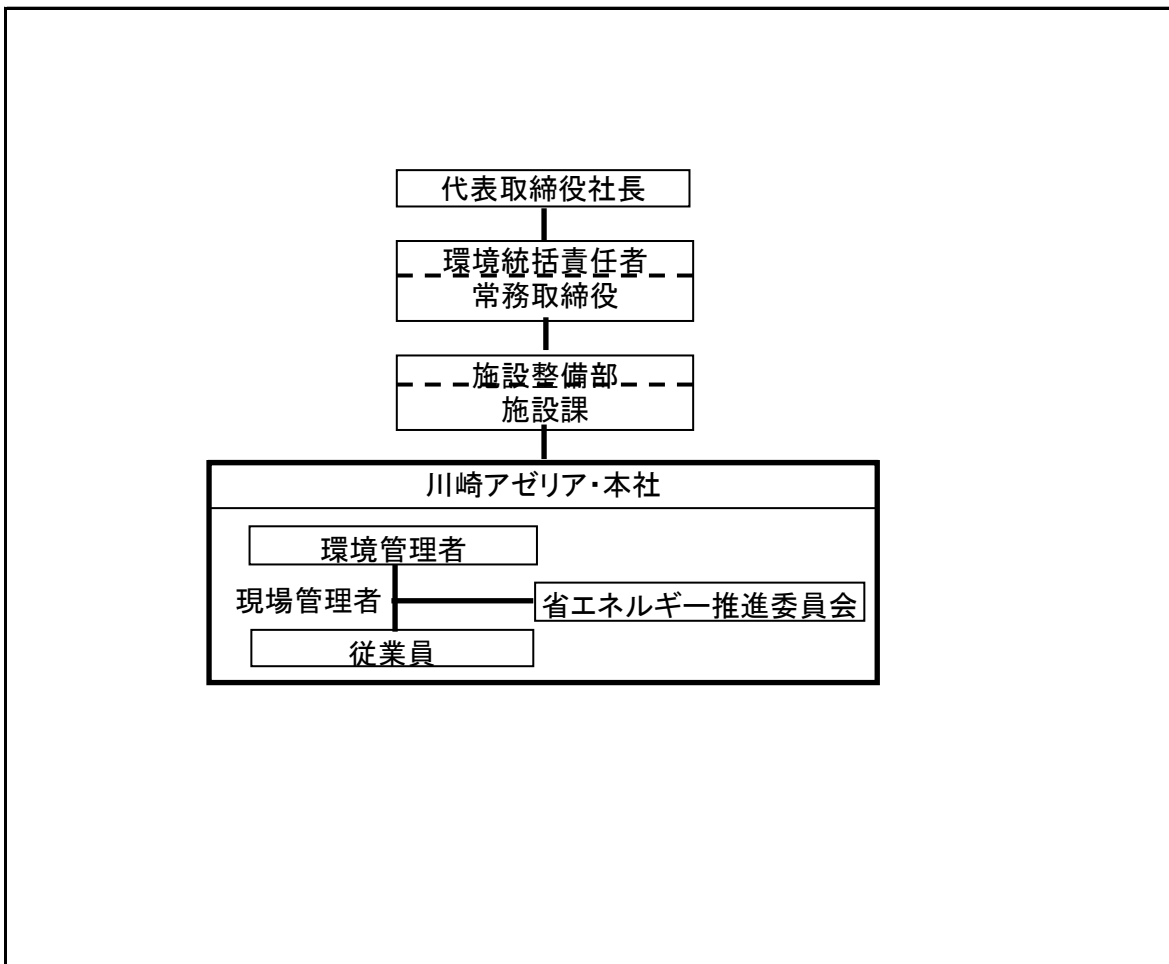 代表取締役社長
環境統括責任者
常務取締役
施設整備部
施設課
川崎アゼリア・本社
環境管理者
現場管理者
省エネルギー推進委員会
従業員